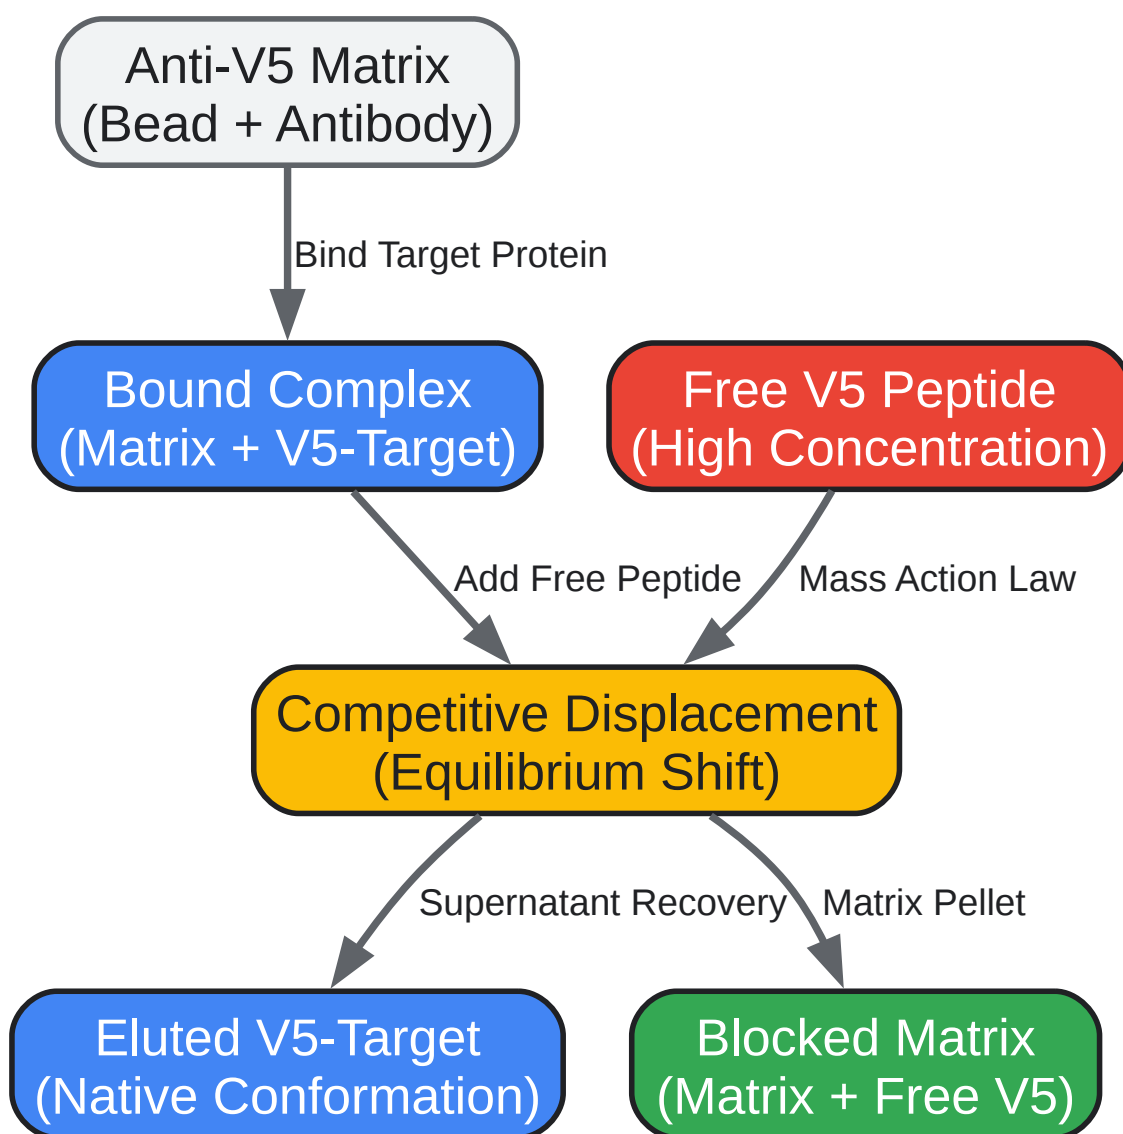 Anti-V5 Matrix
(Bead + Antibody)
Bind Target Protein
Bound Complex
(Matrix + V5-Target)
Free V5 Peptide
(High Concentration)
Add Free Peptide
Mass Action Law
Competitive Displacement
(Equilibrium Shift)
Supernatant Recovery
Matrix Pellet
Eluted V5-Target
(Native Conformation)
Blocked Matrix
(Matrix + Free V5)